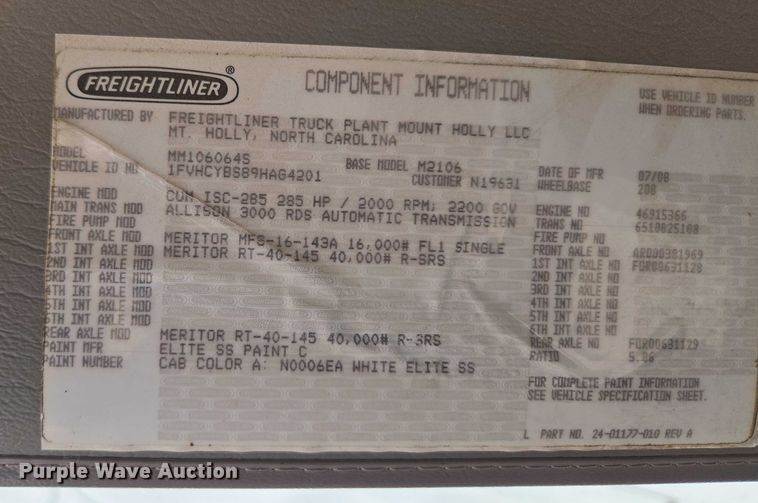 FREIGHTLINER®
COMPONENT INFORMATION
USE VEHICLE ID NUMBER
WHEN ORDERING PARTS.
MANUFACTURED BY FREIGHTLINER TRUCK PLANT MOUNT HOLLY LLC
MT. HOLLY, NORTH CAROLINA
MODEL MM106064S BASE MODEL M2106 DATE OF MFR 07/08
VEHICLE ID NO 1FVHCYBS89HAG4201 CUSTOMER N19631 WHEELBASE 208
ENGINE MOD CUM ISC-285 285 HP / 2000 RPM; 2200 GOV ENGINE NO 46915366
MAIN TRANS MOD ALLISON 3000 RDS AUTOMATIC TRANSMISSION TRANS NO 6510825108
FIRE PUMP MOD FIRE PUMP NO
FRONT AXLE MOD MERITOR MFS-16-143A 16,000# FL1 SINGLE FRONT AXLE NO ARD00381969
1ST INT AXLE MOD MERITOR RT-40-145 40,000# R-SRS 1ST INT AXLE NO FOR00631128
2ND INT AXLE MOD 2ND INT AXLE NO
3RD INT AXLE MOD 3RD INT AXLE NO
4TH INT AXLE MOD 4TH INT AXLE NO
5TH INT AXLE MOD 5TH INT AXLE NO
6TH INT AXLE MOD 6TH INT AXLE NO
REAR AXLE MOD MERITOR RT-40-145 40,000# R-3RS REAR AXLE NO FOR00631129
PAINT MFR ELITE SS PAINT C RATIO 5.86
PAINT NUMBER CAB COLOR A: N0006EA WHITE ELITE SS
FOR COMPLETE PAINT INFORMATION
SEE VEHICLE SPECIFICATION SHEET.
L PART NO. 24-01177-010 REV A
Purple Wave Auction